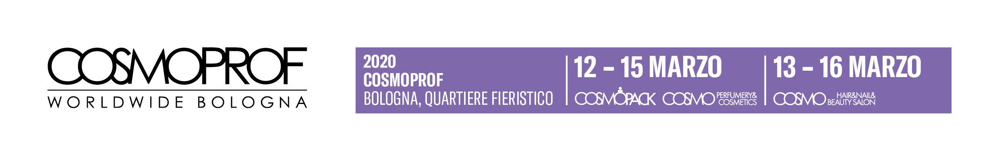 COSMOPROF
WORLDWIDE BOLOGNA
2020
COSMOPROF
BOLOGNA, QUARTIERE FIERISTICO
12 – 15 MARZO
COSMOPACK COSMO PERFUMERY&
COSMETICS
13 – 16 MARZO
COSMO HAIR&NAIL&
BEAUTY SALON